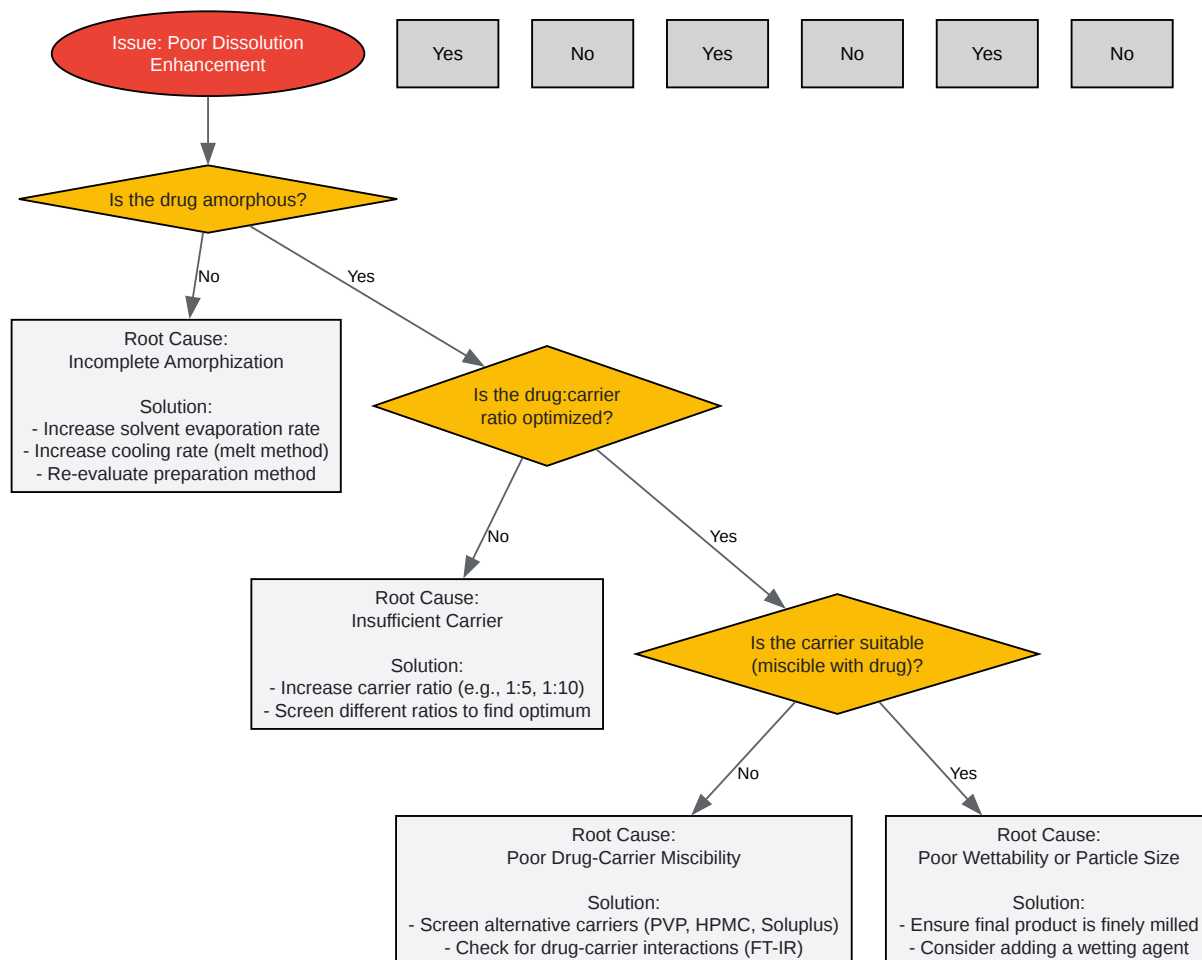 Issue: Poor Dissolution
Enhancement
Yes
No
Yes
No
Yes
No
Is the drug amorphous?
No
Yes
Root Cause:
Incomplete Amorphization
Solution:
- Increase solvent evaporation rate
- Increase cooling rate (melt method)
- Re-evaluate preparation method
Is the drug:carrier
ratio optimized?
No
Yes
Root Cause:
Insufficient Carrier
Solution:
- Increase carrier ratio (e.g., 1:5, 1:10)
- Screen different ratios to find optimum
Is the carrier suitable
(miscible with drug)?
No
Yes
Root Cause:
Poor Drug-Carrier Miscibility
Solution:
- Screen alternative carriers (PVP, HPMC, Soluplus)
- Check for drug-carrier interactions (FT-IR)
Root Cause:
Poor Wettability or Particle Size
Solution:
- Ensure final product is finely milled
- Consider adding a wetting agent